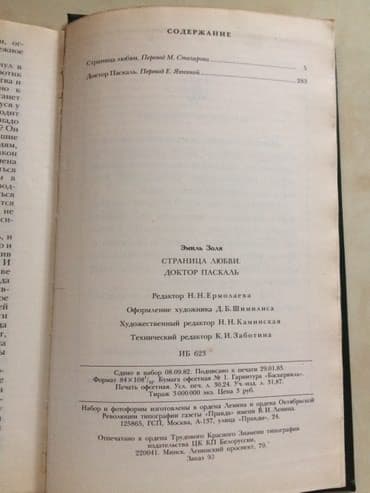 СОДЕРЖАНИЕ
Страница любви. Перевод М. Столярова 5
Доктор Паскаль. Перевод Е. Яхниной 283
Эмиль Золя
СТРАНИЦА ЛЮБВИ.
ДОКТОР ПАСКАЛЬ
Редактор Н. Н. Ермолаева
Оформление художника Д. Б. Шимилиса
Художественный редактор Н. Н. Каминская
Технический редактор К. И. Заботина
ИБ 623
Сдано в набор 08.09.82. Подписано к печати 29.01.85.
Формат 84×108¹/₃₂. Бумага офсетная № 1. Гарнитура «Баскервиль».
Печать офсетная. Усл. печ. л. 30,24. Уч.-изд. л. 31,87.
Тираж 3 000 000 экз. Цена 3 руб.
Набор и фотоформы изготовлены в ордена Ленина и ордена Октябрьской
Революции типографии газеты «Правда» имени В. И. Ленина.
125865, ГСП, Москва, А-137, улица «Правды», 24.
Отпечатано в ордена Трудового Красного Знамени типографии
издательства ЦК КП Белоруссии,
220041. Минск. Ленинский проспект, 79.
Заказ 93